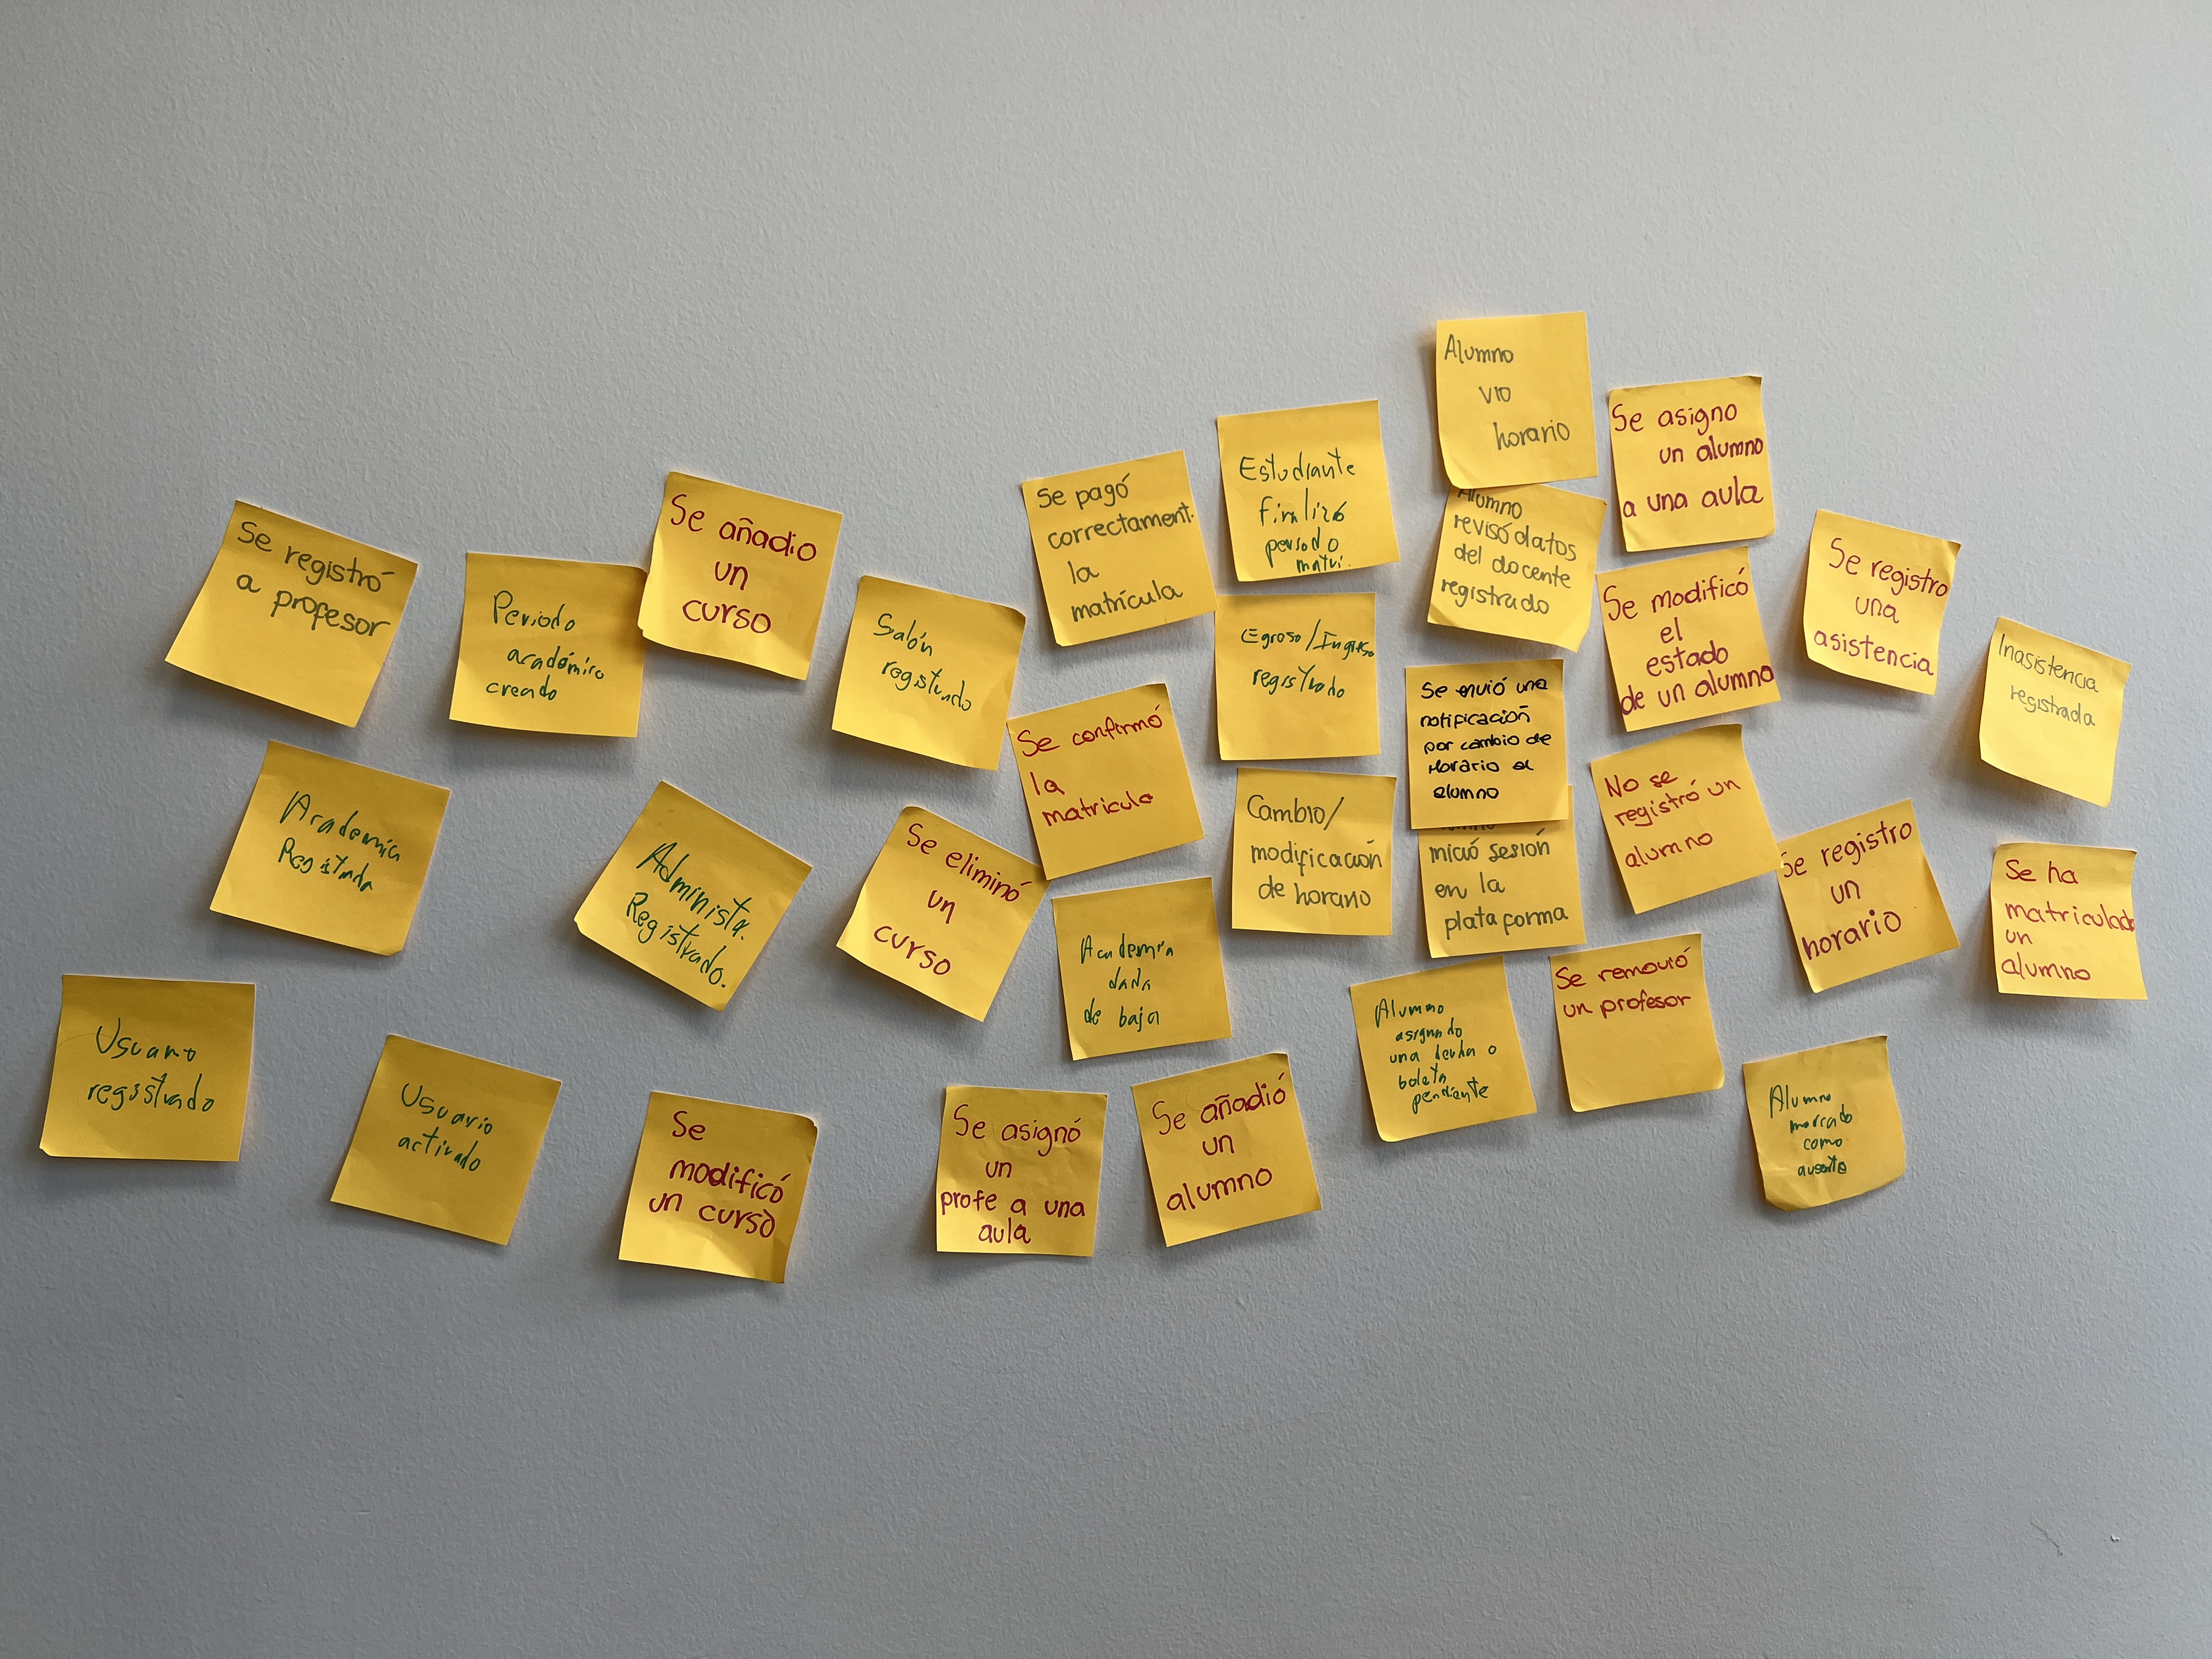 Alumno
vio
horario
Se asigno
un alumno
a una aula
Estudiante
finalizó
periodo
matri.
Se pagó
correctament.
la
matrícula
Se añadio
un
curso
Se registró
a profesor
Periodo
académico
creado
Salón
registrado
Alumno
revisó datos
del docente
registrado
Se modificó
el
estado
de un alumno
Se registro
una
asistencia
Inasistencia
registrada
Egreso/Ingreso
registrado
Se envió una
notificación
por cambio de
Horario al
alumno
Se confirmó
la
matricula
Academia
Registrada
Administa.
Registrado.
Se eliminó
un
curso
Cambio/
modificación
de horario
inició sesión
en la
plataforma
No se
registró un
alumno
Se registro
un
horario
Se ha
matriculado
un
alumno
Academia
dada
de baja
Usuario
registrado
Usuario
activado
Se
modificó
un curso
Se asignó
un
profe a una
aula
Se añadió
un
alumno
Alumno
asignado
una deuda o
boleta
pendiente
Se removió
un profesor
Alumno
marcado
como
ausente